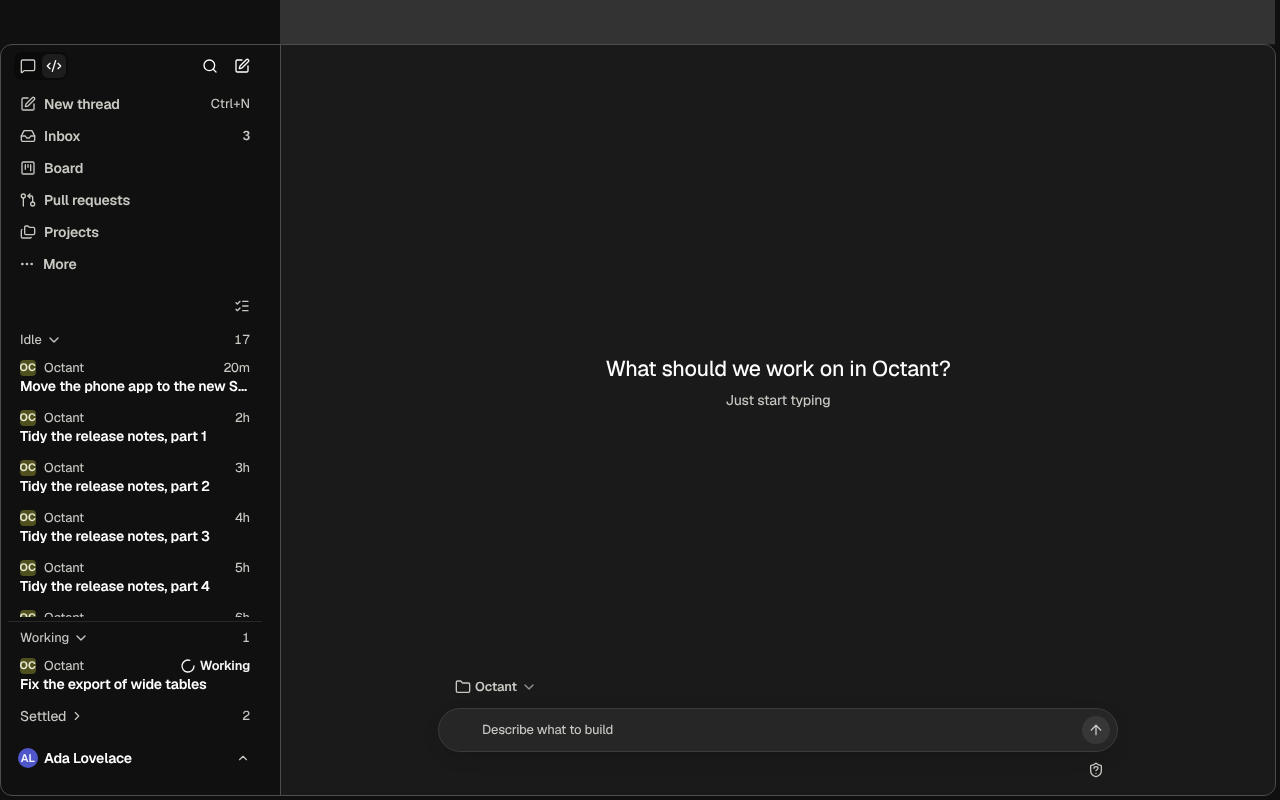 New thread Ctrl+N
Inbox 3
Board
Pull requests
Projects
More
Idle 17
OC Octant 20m
Move the phone app to the new S...
OC Octant 2h
Tidy the release notes, part 1
OC Octant 3h
Tidy the release notes, part 2
OC Octant 4h
Tidy the release notes, part 3
OC Octant 5h
Tidy the release notes, part 4
OC Octant 6h
Working 1
OC Octant Working
Fix the export of wide tables
Settled 2
AL Ada Lovelace
What should we work on in Octant?
Just start typing
Octant
Describe what to build